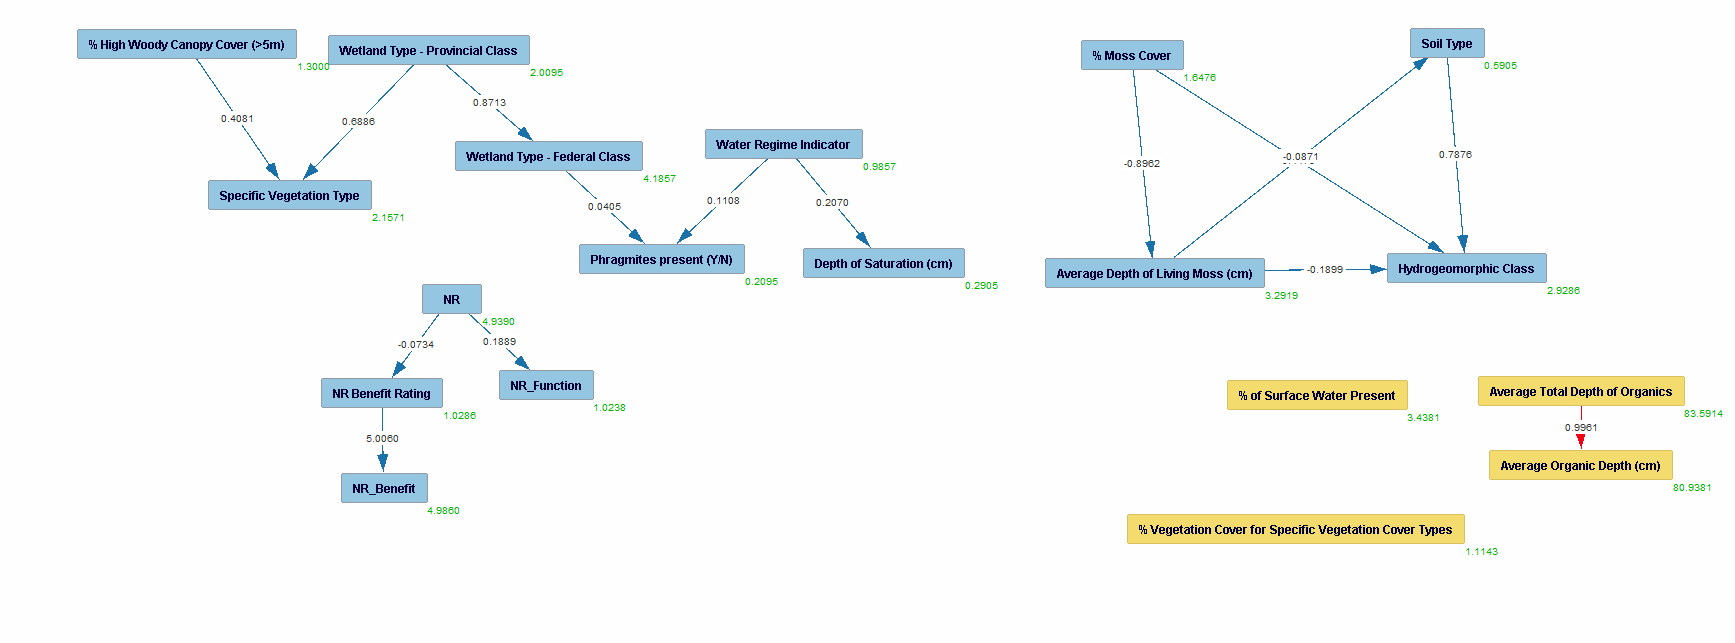 % High Woody Canopy Cover (>5m)
1.3000
Wetland Type - Provincial Class
2.0095
% Moss Cover
1.6476
Soil Type
0.5905
0.8713
0.4081
0.6886
Water Regime Indicator
0.9857
Wetland Type - Federal Class
4.1857
-0.8962
-0.0871
0.7876
Specific Vegetation Type
2.1571
0.0405
0.1108
0.2070
Phragmites present (Y/N)
0.2095
Depth of Saturation (cm)
0.2905
Average Depth of Living Moss (cm)
3.2919
-0.1899
Hydrogeomorphic Class
2.9286
NR
4.9390
-0.0734
0.1889
NR Benefit Rating
1.0286
NR_Function
1.0238
% of Surface Water Present
3.4381
Average Total Depth of Organics
83.5914
0.9961
5.0060
Average Organic Depth (cm)
80.9381
NR_Benefit
4.9860
% Vegetation Cover for Specific Vegetation Cover Types
1.1143